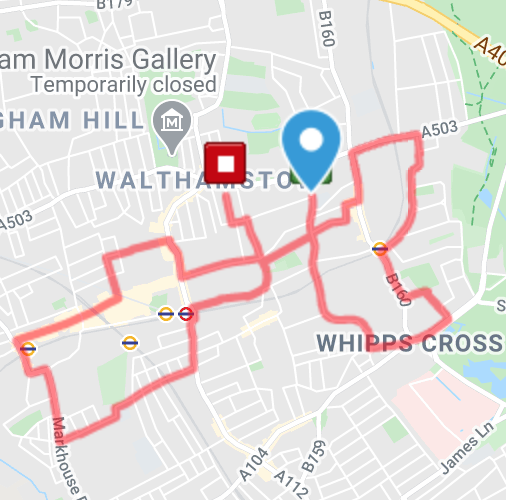 B179
B160
A40
am Morris Gallery
Temporarily closed
GHAM HILL
A503
WALTHAMSTO
A503
B160
WHIPPS CROSS
S
Markhouse R
A104
B159
A112
James Ln